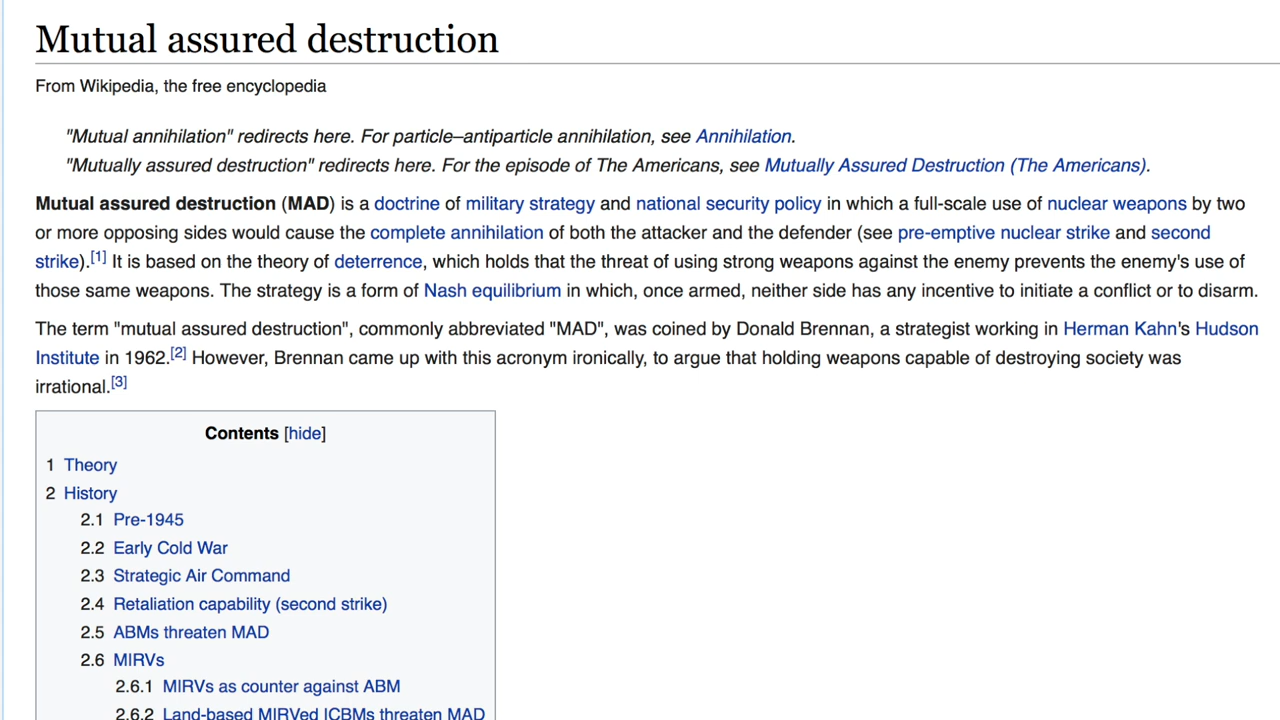 Mutual assured destruction
From Wikipedia, the free encyclopedia
"Mutual annihilation" redirects here. For particle–antiparticle annihilation, see Annihilation.
"Mutually assured destruction" redirects here. For the episode of The Americans, see Mutually Assured Destruction (The Americans).
Mutual assured destruction (MAD) is a doctrine of military strategy and national security policy in which a full-scale use of nuclear weapons by two
or more opposing sides would cause the complete annihilation of both the attacker and the defender (see pre-emptive nuclear strike and second
strike).[1] It is based on the theory of deterrence, which holds that the threat of using strong weapons against the enemy prevents the enemy's use of
those same weapons. The strategy is a form of Nash equilibrium in which, once armed, neither side has any incentive to initiate a conflict or to disarm.
The term "mutual assured destruction", commonly abbreviated "MAD", was coined by Donald Brennan, a strategist working in Herman Kahn's Hudson
Institute in 1962.[2] However, Brennan came up with this acronym ironically, to argue that holding weapons capable of destroying society was
irrational.[3]
Contents [hide]
1 Theory
2 History
2.1 Pre-1945
2.2 Early Cold War
2.3 Strategic Air Command
2.4 Retaliation capability (second strike)
2.5 ABMs threaten MAD
2.6 MIRVs
2.6.1 MIRVs as counter against ABM
2.6.2 Land-based MIRVed ICBMs threaten MAD